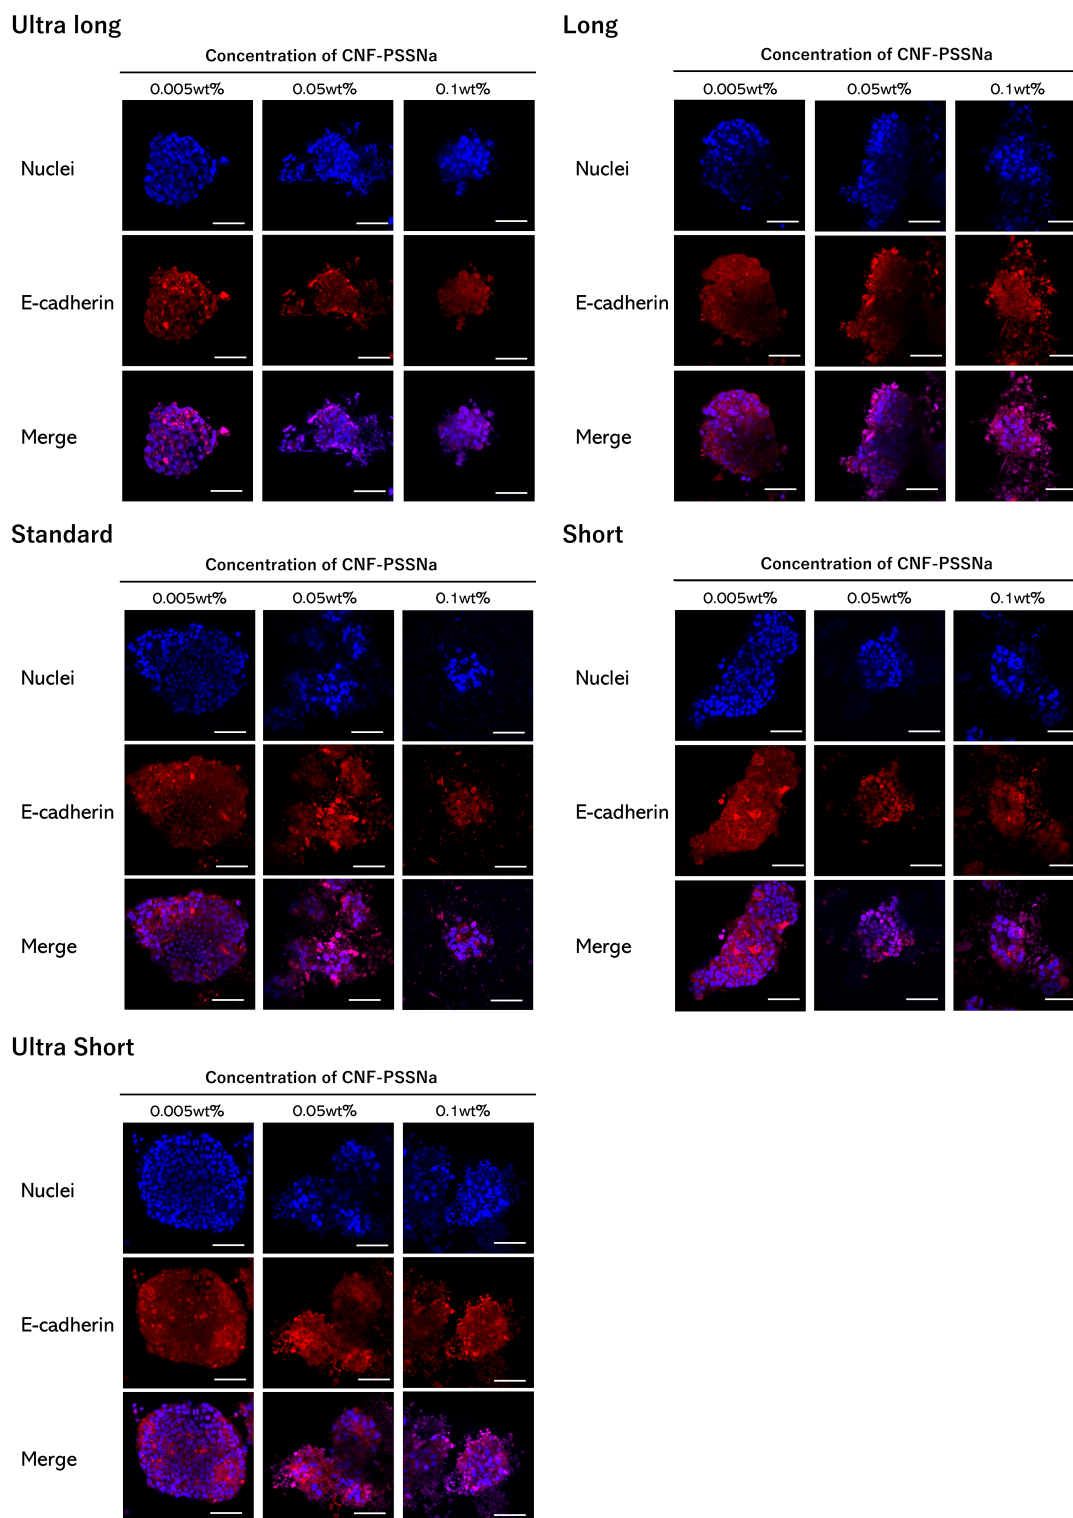 Ultra long
Concentration of CNF-PSSNa
0.005wt% 0.05wt% 0.1wt%
Nuclei
E-cadherin
Merge
Long
Concentration of CNF-PSSNa
0.005wt% 0.05wt% 0.1wt%
Nuclei
E-cadherin
Merge
Standard
Concentration of CNF-PSSNa
0.005wt% 0.05wt% 0.1wt%
Nuclei
E-cadherin
Merge
Short
Concentration of CNF-PSSNa
0.005wt% 0.05wt% 0.1wt%
Nuclei
E-cadherin
Merge
Ultra Short
Concentration of CNF-PSSNa
0.005wt% 0.05wt% 0.1wt%
Nuclei
E-cadherin
Merge